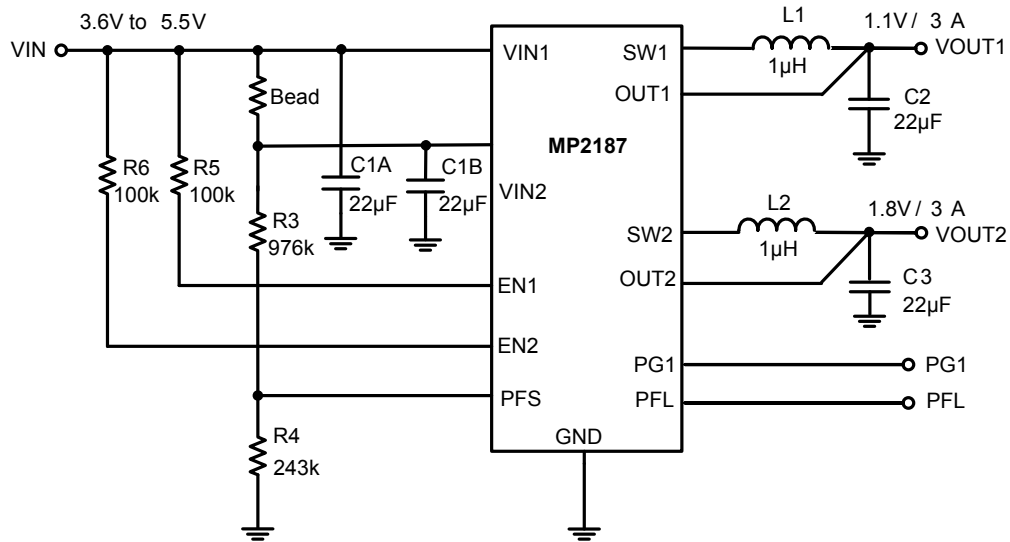 3.6V to 5.5V
VIN
Bead
R6
100k
R5
100k
R3
976k
C1A
22µF
C1B
22µF
R4
243k
VIN1
VIN2
EN1
EN2
PFS
GND
MP2187
SW1
OUT1
SW2
OUT2
PG1
PFL
L1
1µH
1.1V / 3 A
VOUT1
C2
22µF
L2
1µH
1.8V / 3 A
VOUT2
C3
22µF
PG1
PFL